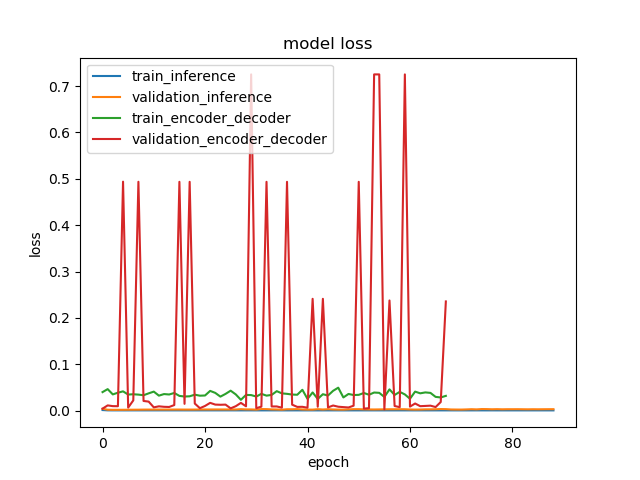 model loss
train_inference
validation_inference
train_encoder_decoder
validation_encoder_decoder
0.7
0.6
0.5
0.4
0.3
0.2
0.1
0.0
loss
0 20 40 60 80
epoch